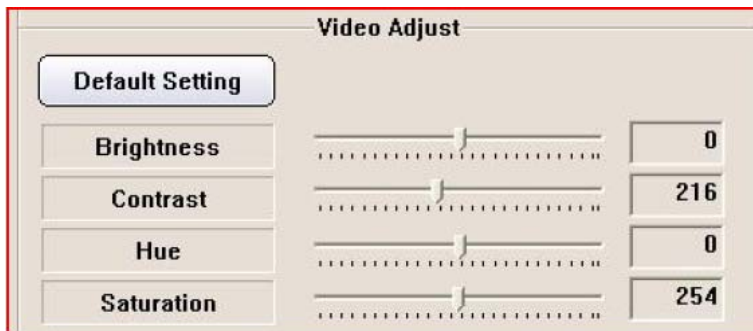 Video Adjust
Default Setting
Brightness 0
Contrast 216
Hue 0
Saturation 254